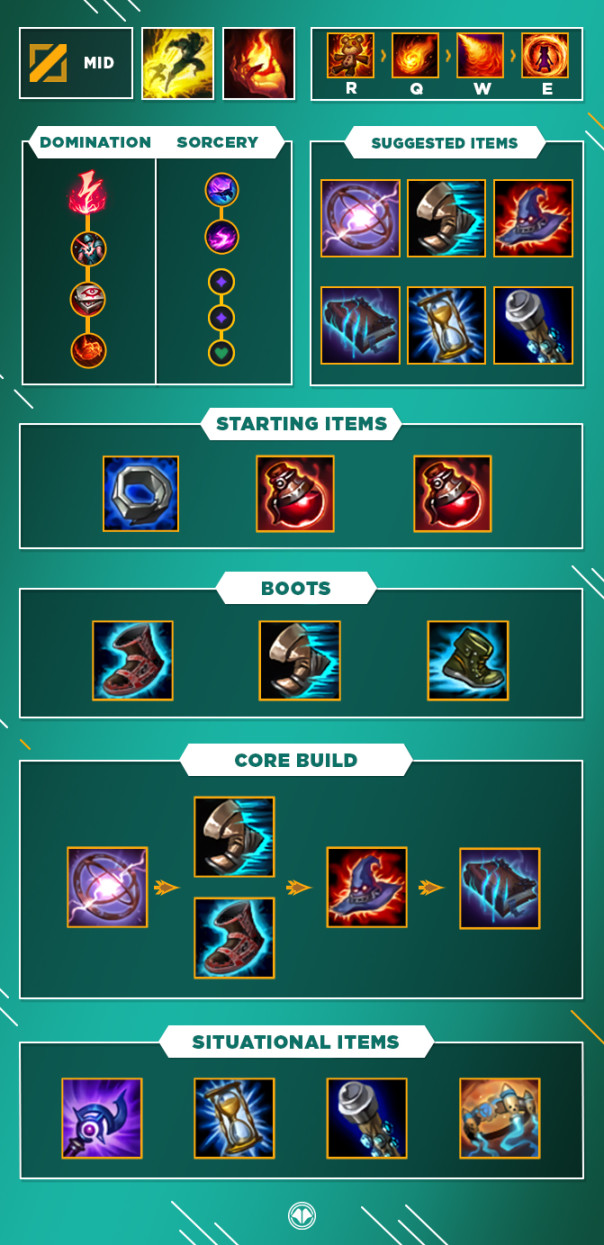 MID
R Q W E
DOMINATION SORCERY
SUGGESTED ITEMS
STARTING ITEMS
BOOTS
CORE BUILD
SITUATIONAL ITEMS